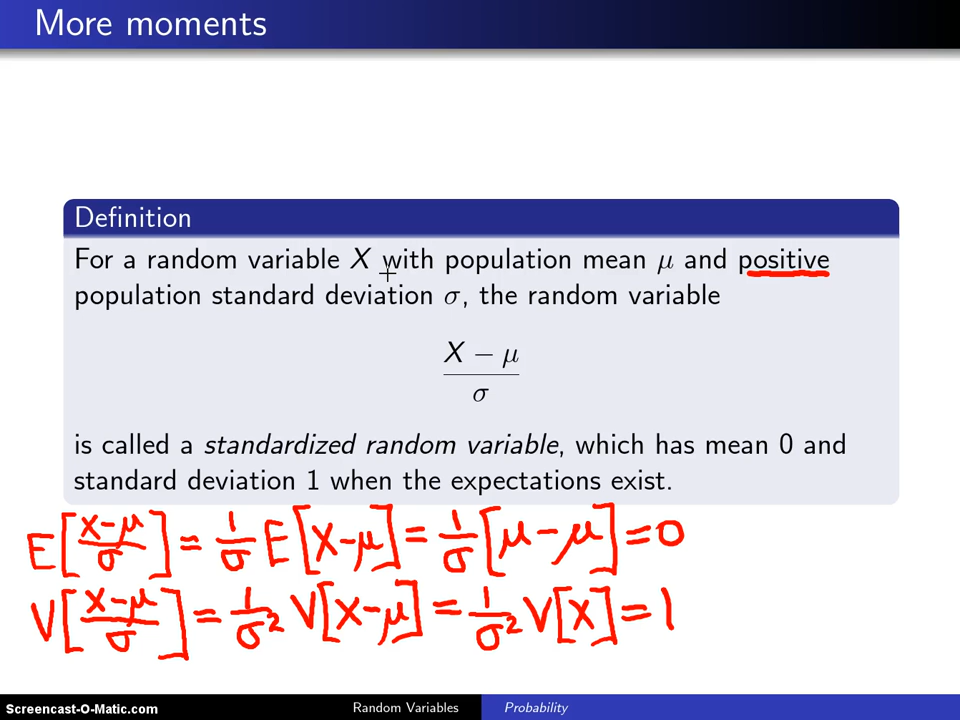 More moments
Definition
For a random variable X with population mean μ and positive
population standard deviation σ, the random variable
X − μ
σ
is called a standardized random variable, which has mean 0 and
standard deviation 1 when the expectations exist.
E[(X−μ)/σ] = 1/σ E[X−μ] = 1/σ [μ−μ] = 0
V[(X−μ)/σ] = 1/σ² V[X−μ] = 1/σ² V[X] = 1
Screencast-O-Matic.com Random Variables Probability